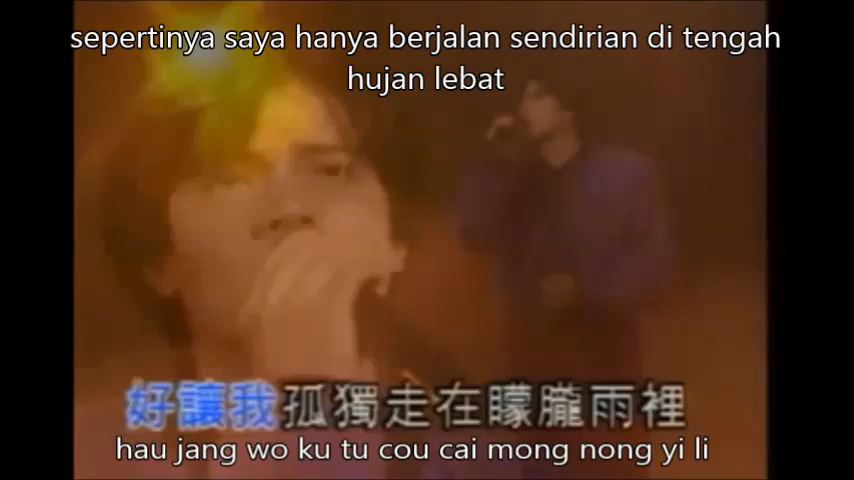 sepertinya saya hanya berjalan sendirian di tengah
hujan lebat
好讓我孤獨走在矇朧雨裡
hau jang wo ku tu cou cai mong nong yi li